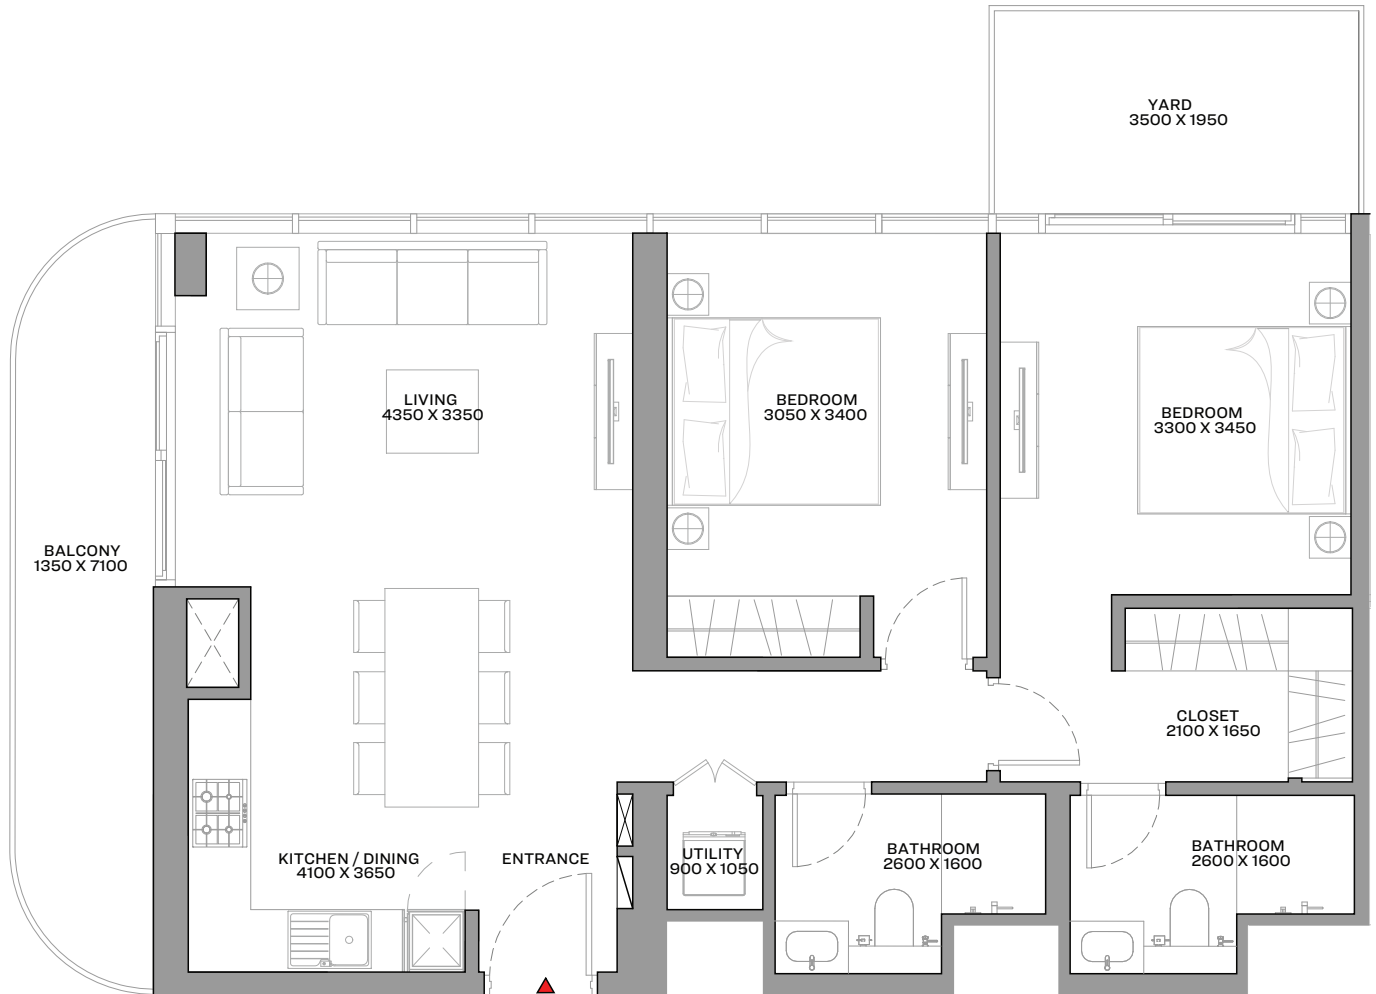 YARD
3500 X 1950
LIVING
4350 X 3350
BEDROOM
3050 X 3400
BEDROOM
3300 X 3450
BALCONY
1350 X 7100
CLOSET
2100 X 1650
KITCHEN / DINING
4100 X 3650
ENTRANCE
UTILITY
900 X 1050
BATHROOM
2600 X 1600
BATHROOM
2600 X 1600